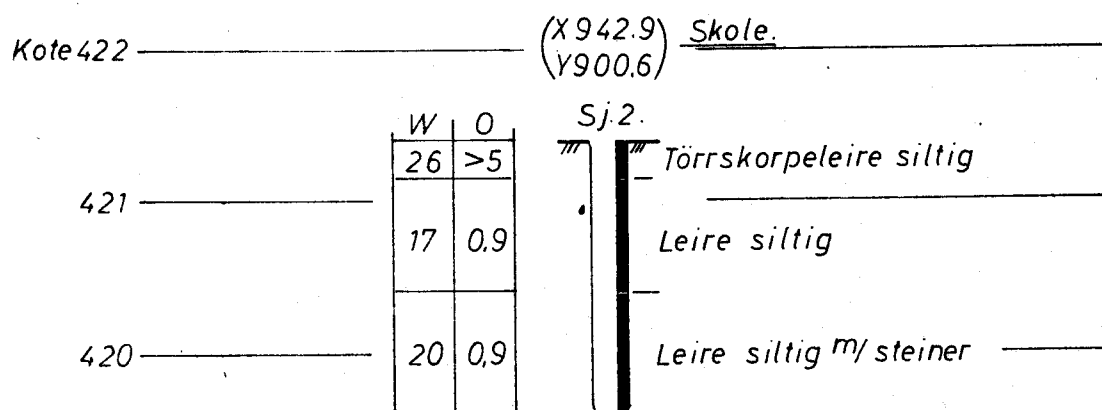 Kote 422 (X 942.9) Skole.
(Y900.6)
W O Sj.2.
26 >5 Törrskorpeleire siltig
421
17 0.9 Leire siltig
420 20 0,9 Leire siltig m/ steiner